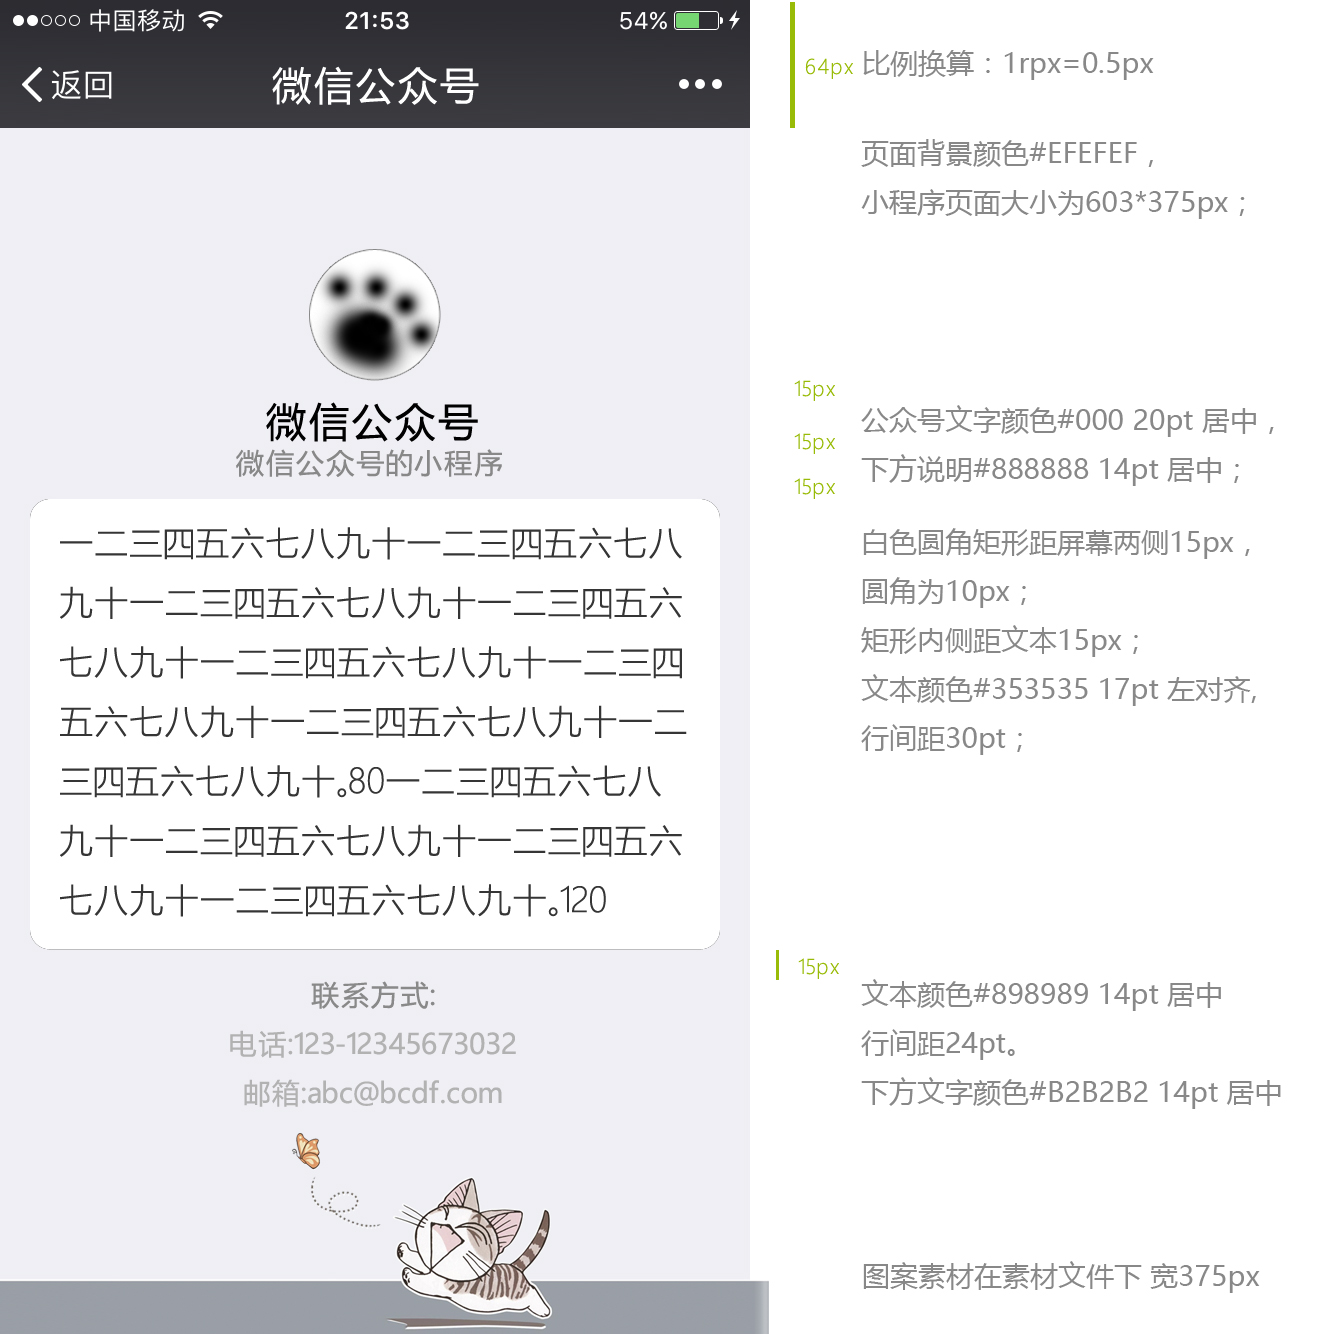 中国移动 21:53 54%
返回 微信公众号
64px 比例换算：1rpx=0.5px
页面背景颜色#EFEFEF，
小程序页面大小为603*375px；
15px
微信公众号
公众号文字颜色#000 20pt 居中，
15px
微信公众号的小程序
下方说明#888888 14pt 居中；
15px
一二三四五六七八九十一二三四五六七八
九十一二三四五六七八九十一二三四五六
七八九十一二三四五六七八九十一二三四
五六七八九十一二三四五六七八九十一二
三四五六七八九十。80一二三四五六七八
九十一二三四五六七八九十一二三四五六
七八九十一二三四五六七八九十。120
白色圆角矩形距屏幕两侧15px，
圆角为10px；
矩形内侧距文本15px；
文本颜色#353535 17pt 左对齐,
行间距30pt；
15px
联系方式:
电话:123-12345673032
邮箱:abc@bcdf.com
文本颜色#898989 14pt 居中
行间距24pt。
下方文字颜色#B2B2B2 14pt 居中
图案素材在素材文件下 宽375px